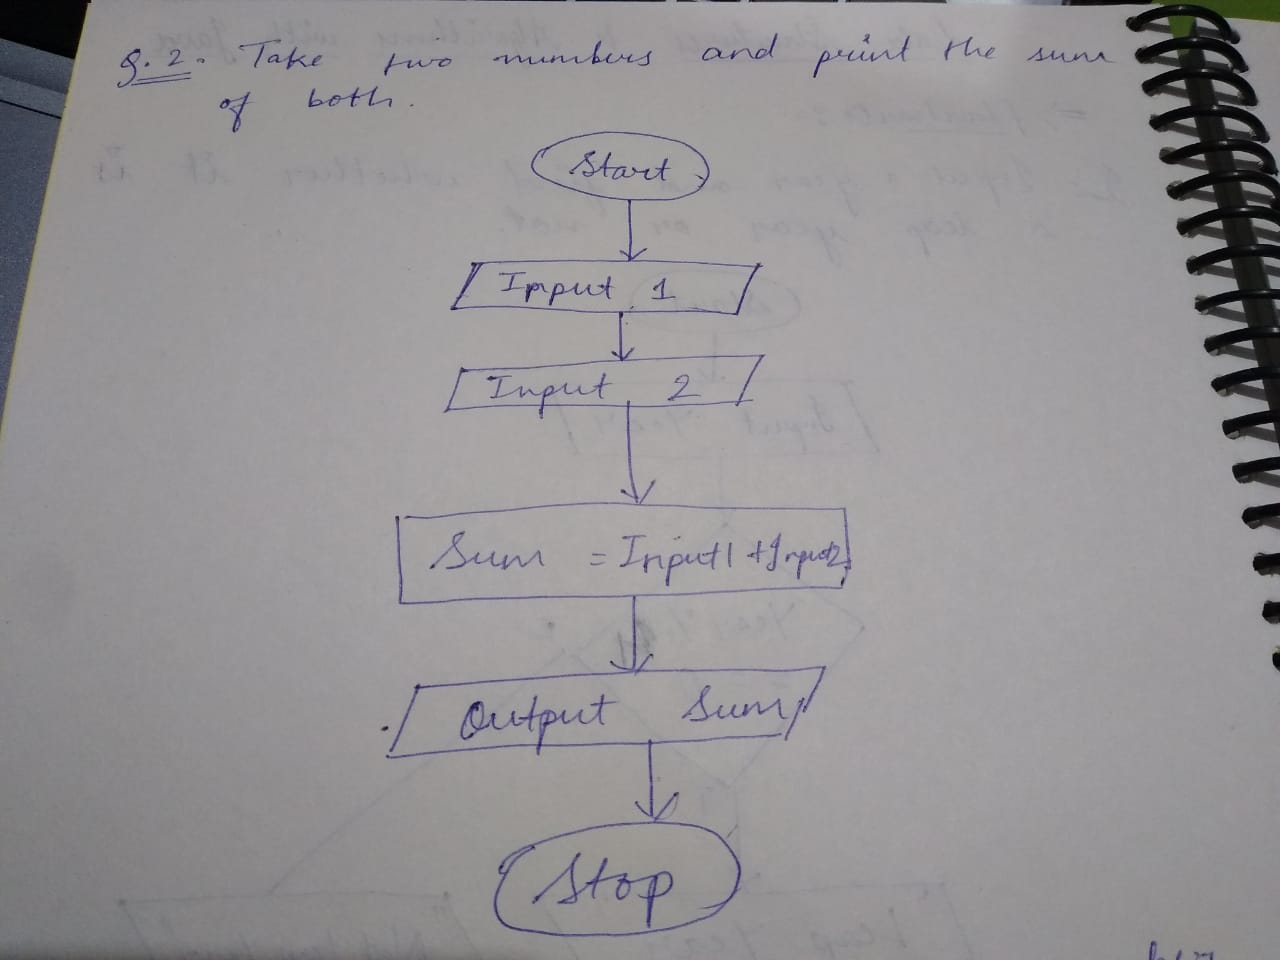 Q.2. Take two numbers and print the sum
of both.
Start
Input 1
Input 2
Sum = Input1 + Input2
Output Sum
Stop